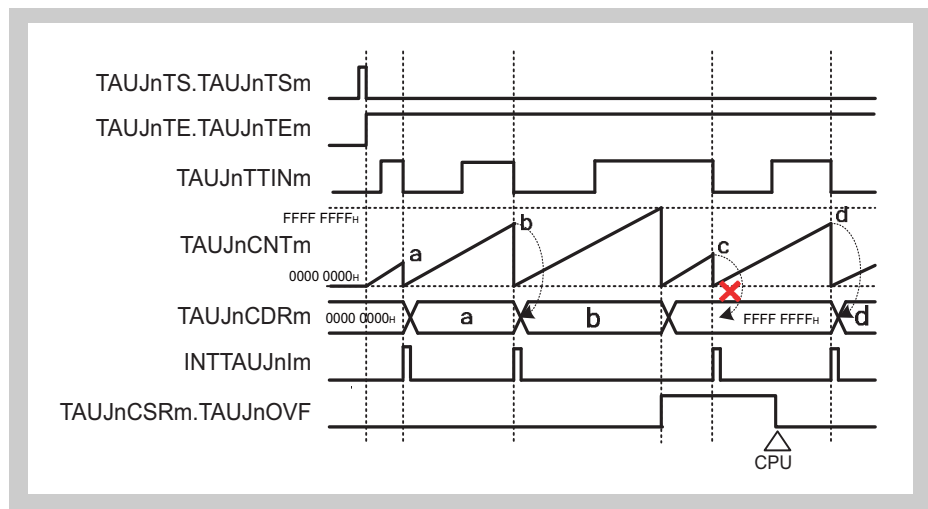 TAUJnTS.TAUJnTSm
TAUJnTE.TAUJnTEm
TAUJnTTINm
FFFF FFFFH
TAUJnCNTm
0000 0000H
a
b
c
d
TAUJnCDRm
0000 0000H
a
b
FFFF FFFFH
d
INTTAUJnIm
TAUJnCSRm.TAUJnOVF
CPU